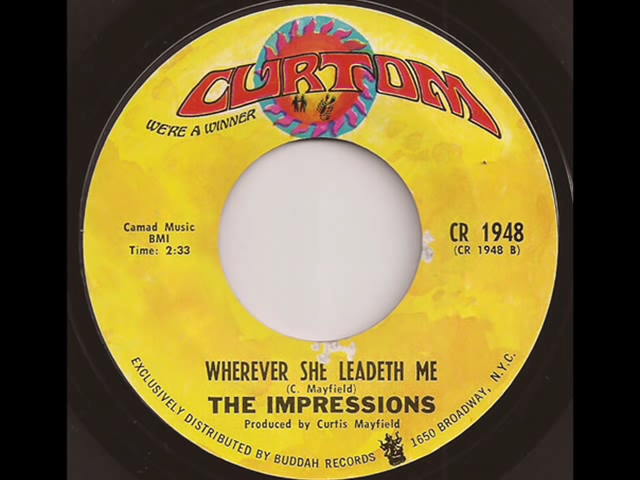 CURTOM
WE'RE A WINNER
Camad Music
BMI
Time: 2:33
CR 1948
(CR 1948 B)
WHEREVER SHE LEADETH ME
(C. Mayfield)
THE IMPRESSIONS
Produced by Curtis Mayfield
EXCLUSIVELY DISTRIBUTED BY BUDDAH RECORDS 1650 BROADWAY, N.Y.C.